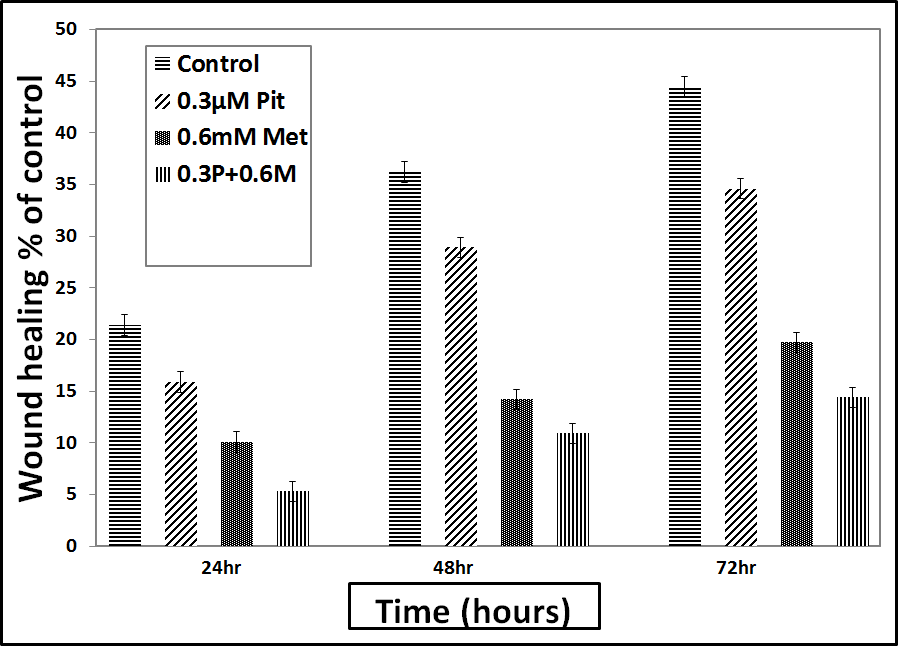 Wound healing % of control
50
45
40
35
30
25
20
15
10
5
0
Control
0.3µM Pit
0.6mM Met
0.3P+0.6M
24hr
48hr
72hr
Time (hours)